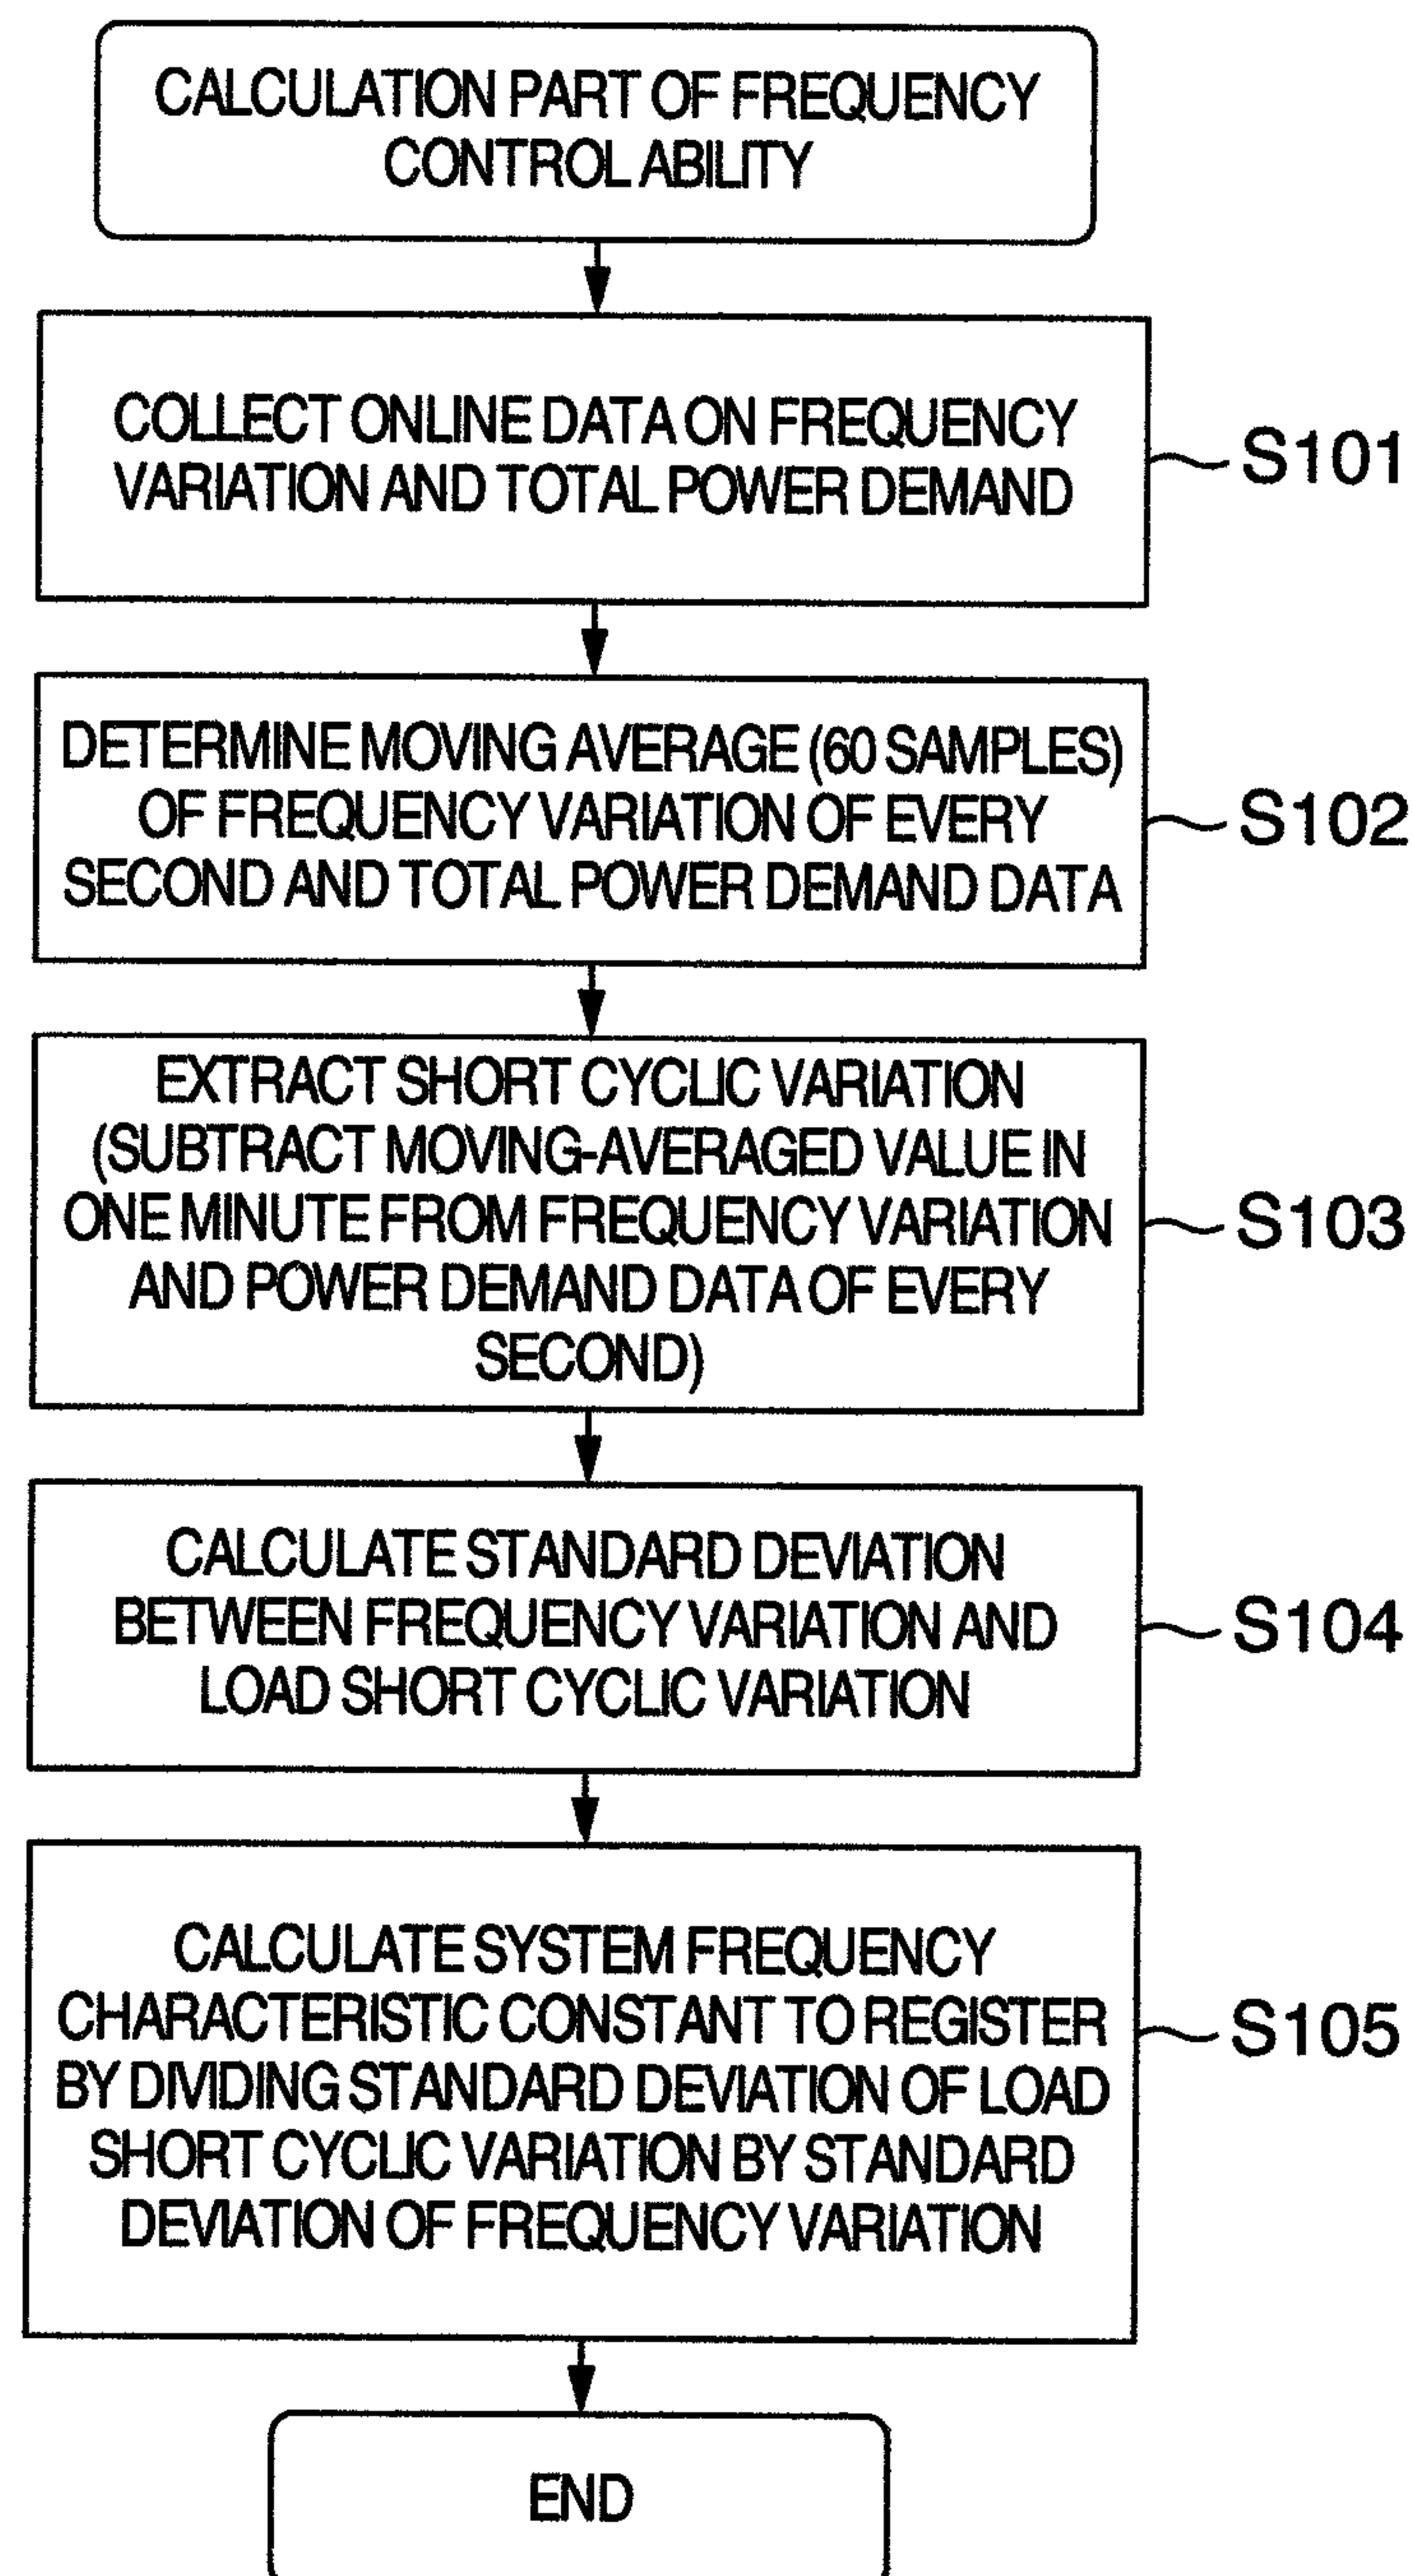 CALCULATION PART OF FREQUENCY
CONTROL ABILITY
COLLECT ONLINE DATA ON FREQUENCY
VARIATION AND TOTAL POWER DEMAND
S101
DETERMINE MOVING AVERAGE (60 SAMPLES)
OF FREQUENCY VARIATION OF EVERY
SECOND AND TOTAL POWER DEMAND DATA
S102
EXTRACT SHORT CYCLIC VARIATION
(SUBTRACT MOVING-AVERAGED VALUE IN
ONE MINUTE FROM FREQUENCY VARIATION
AND POWER DEMAND DATA OF EVERY
SECOND)
S103
CALCULATE STANDARD DEVIATION
BETWEEN FREQUENCY VARIATION AND
LOAD SHORT CYCLIC VARIATION
S104
CALCULATE SYSTEM FREQUENCY
CHARACTERISTIC CONSTANT TO REGISTER
BY DIVIDING STANDARD DEVIATION OF LOAD
SHORT CYCLIC VARIATION BY STANDARD
DEVIATION OF FREQUENCY VARIATION
S105
END